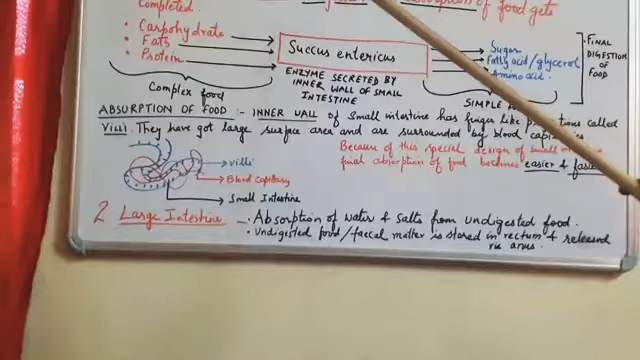 completed. absorption of food gets
• Carbohydrate
• Fats
• Protein
Succus entericus
Sugar
Fatty acid/glycerol
Amino acid.
FINAL
DIGESTION
OF
FOOD
Complex food
ENZYME SECRETED BY
INNER WALL OF SMALL
INTESTINE
SIMPLE
ABSORPTION OF FOOD :- INNER WALL of Small intestine has finger like called
Villi. They have got large surface area and are surrounded by blood
Because of this special design of small
final absorption of food becomes easier &
Villi
Blood capillary
Small Intestine
2 Large Intestine - • Absorption of water & salts from undigested food.
• Undigested food/faecal matter is stored in rectum & released
via anus.